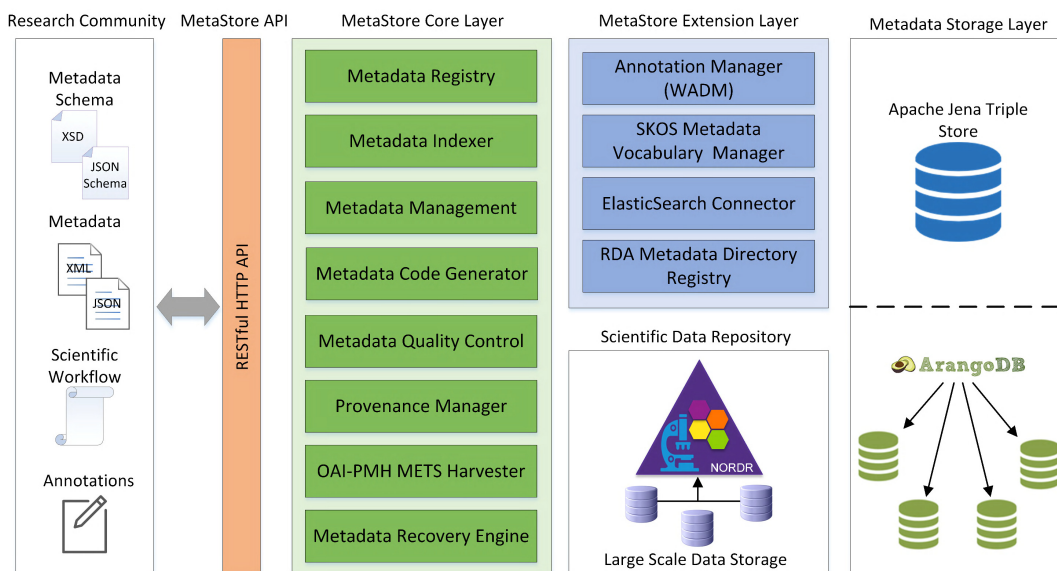 Research Community
MetaStore API
MetaStore Core Layer
MetaStore Extension Layer
Metadata Storage Layer
Metadata
Schema
XSD
JSON
Schema
Metadata
XML
JSON
Scientific
Workflow
Annotations
RESTful HTTP API
Metadata Registry
Metadata Indexer
Metadata Management
Metadata Code Generator
Metadata Quality Control
Provenance Manager
OAI-PMH METS Harvester
Metadata Recovery Engine
Annotation Manager
(WADM)
SKOS Metadata
Vocabulary Manager
ElasticSearch Connector
RDA Metadata Directory
Registry
Scientific Data Repository
NORDR
Large Scale Data Storage
Apache Jena Triple
Store
ArangoDB